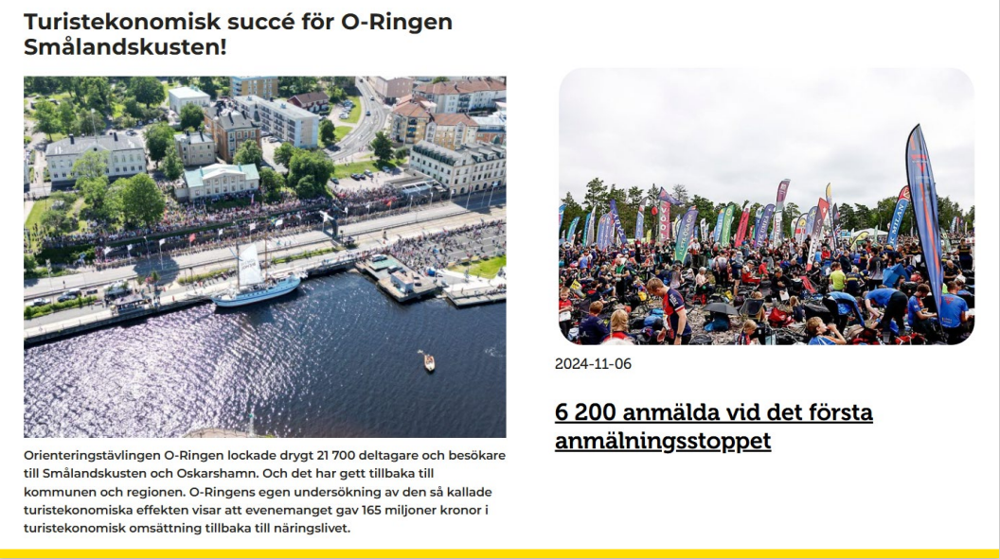 Turistekonomisk succé för O-Ringen
Smålandskusten!
Orienteringstävlingen O-Ringen lockade drygt 21 700 deltagare och besökare
till Smålandskusten och Oskarshamn. Och det har gett tillbaka till
kommunen och regionen. O-Ringens egen undersökning av den så kallade
turistekonomiska effekten visar att evenemanget gav 165 miljoner kronor i
turistekonomisk omsättning tillbaka till näringslivet.
2024-11-06
6 200 anmälda vid det första
anmälningsstoppet